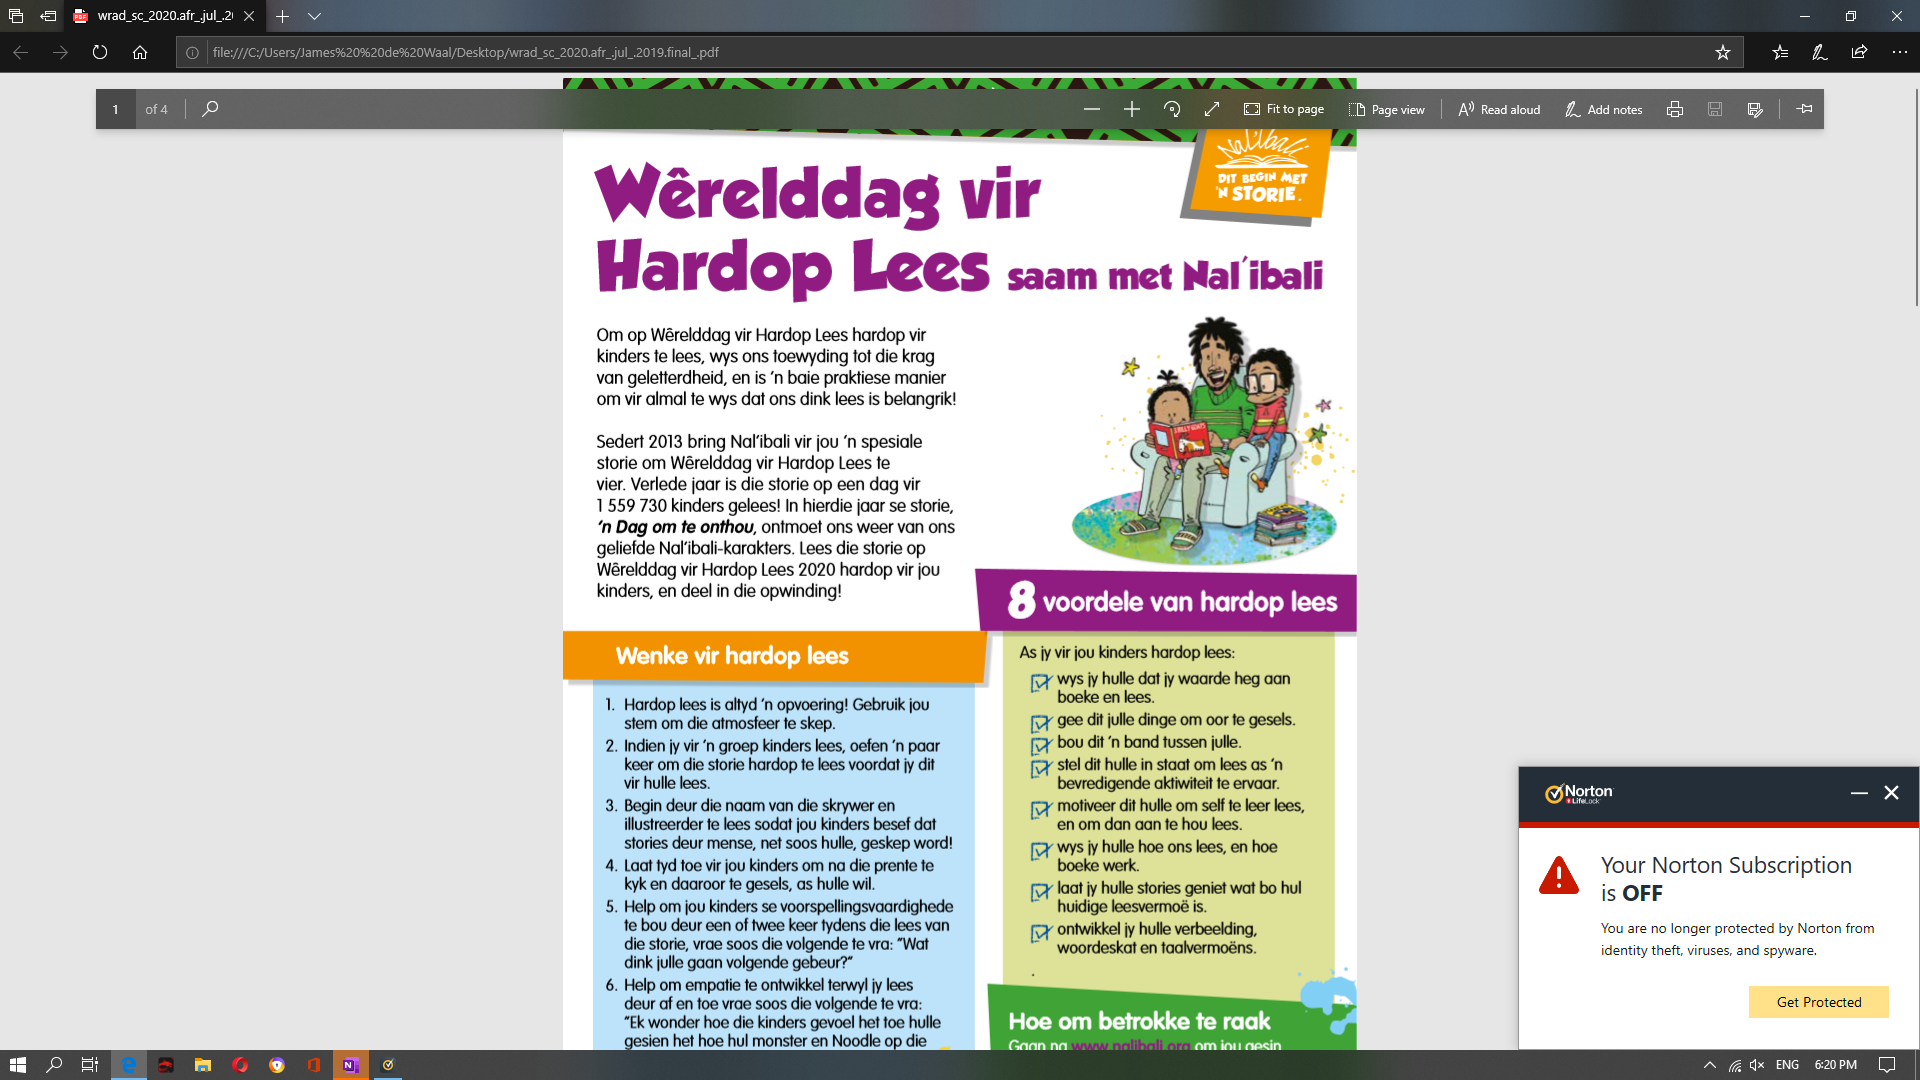 wrad_sc_2020.afr_.jul_.20
file:///C:/Users/James%20%20de%20Waal/Desktop/wrad_sc_2020.afr_.jul_.2019.final_.pdf
1 of 4
Fit to page
Page view
Read aloud
Add notes
Nal'ibali
DIT BEGIN MET
'N STORIE.
Wêrelddag vir
Hardop Lees saam met Nal'ibali
Om op Wêrelddag vir Hardop Lees hardop vir
kinders te lees, wys ons toewyding tot die krag
van geletterdheid, en is 'n baie praktiese manier
om vir almal te wys dat ons dink lees is belangrik!
Sedert 2013 bring Nal'ibali vir jou 'n spesiale
storie om Wêrelddag vir Hardop Lees te
vier. Verlede jaar is die storie op een dag vir
1 559 730 kinders gelees! In hierdie jaar se storie,
'n Dag om te onthou, ontmoet ons weer van ons
geliefde Nal'ibali-karakters. Lees die storie op
Wêrelddag vir Hardop Lees 2020 hardop vir jou
kinders, en deel in die opwinding!
Wenke vir hardop lees
1. Hardop lees is altyd 'n opvoering! Gebruik jou
stem om die atmosfeer te skep.
2. Indien jy vir 'n groep kinders lees, oefen 'n paar
keer om die storie hardop te lees voordat jy dit
vir hulle lees.
3. Begin deur die naam van die skrywer en
illustreerder te lees sodat jou kinders besef dat
stories deur mense, net soos hulle, geskep word!
4. Laat tyd toe vir jou kinders om na die prente te
kyk en daaroor te gesels, as hulle wil.
5. Help om jou kinders se voorspellingsvaardighede
te bou deur een of twee keer tydens die lees van
die storie, vrae soos die volgende te vra: "Wat
dink julle gaan volgende gebeur?"
6. Help om empatie te ontwikkel terwyl jy lees
deur af en toe vrae soos die volgende te vra:
"Ek wonder hoe die kinders gevoel het toe hulle
gesien het hoe hul monster en Noodle op die
8 voordele van hardop lees
As jy vir jou kinders hardop lees:
wys jy hulle dat jy waarde heg aan
boeke en lees.
gee dit julle dinge om oor te gesels.
bou dit 'n band tussen julle.
stel dit hulle in staat om lees as 'n
bevredigende aktiwiteit te ervaar.
motiveer dit hulle om self te leer lees,
en om dan aan te hou lees.
wys jy hulle hoe ons lees, en hoe
boeke werk.
laat jy hulle stories geniet wat bo hul
huidige leesvermoë is.
ontwikkel jy hulle verbeelding,
woordeskat en taalvermoëns.
.
Hoe om betrokke te raak
Gaan na www.nalibali.org om jou gesin
Norton
LifeLock
Your Norton Subscription
is OFF
You are no longer protected by Norton from
identity theft, viruses, and spyware.
Get Protected
ENG 6:20 PM